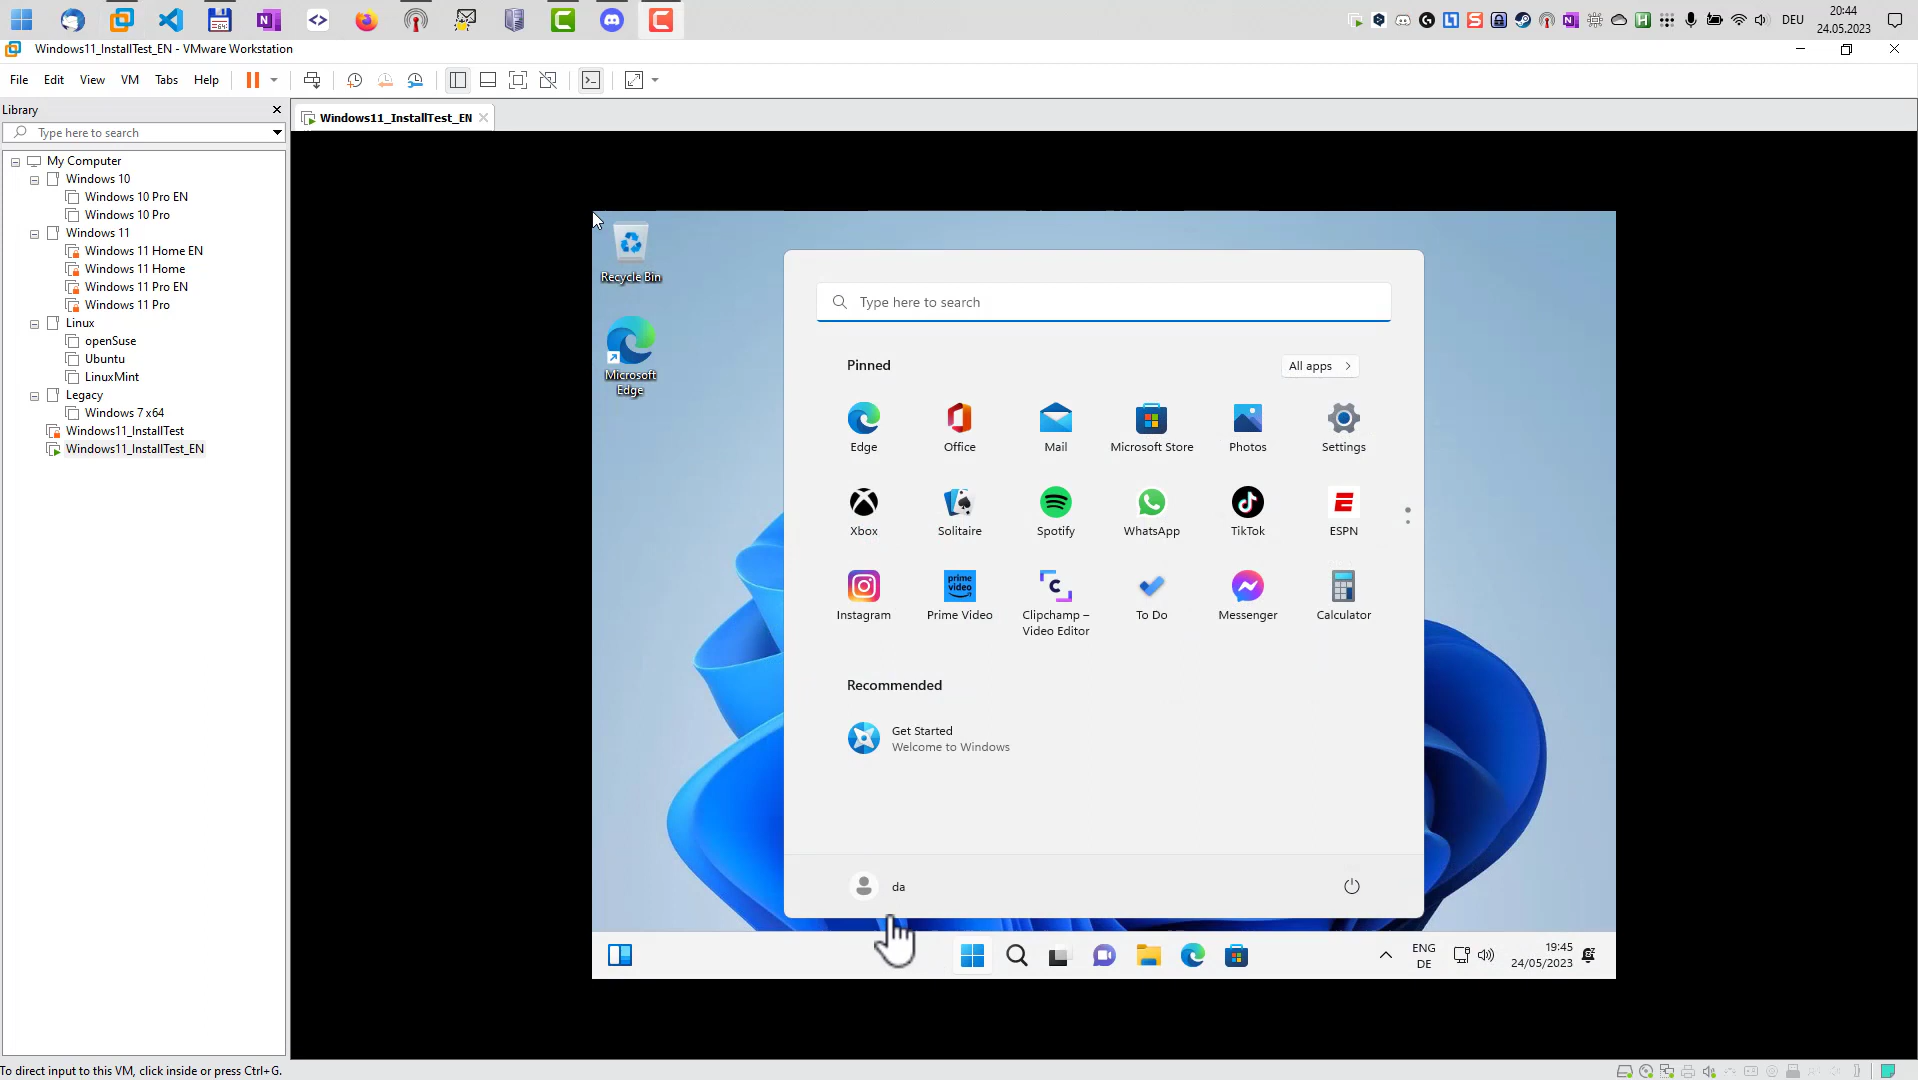 DEU
20:44
24.05.2023
Windows11_InstallTest_EN - VMware Workstation
File Edit View VM Tabs Help
Library
Type here to search
Windows11_InstallTest_EN
My Computer
Windows 10
Windows 10 Pro EN
Windows 10 Pro
Windows 11
Windows 11 Home EN
Windows 11 Home
Windows 11 Pro EN
Windows 11 Pro
Linux
openSuse
Ubuntu
LinuxMint
Legacy
Windows 7 x64
Windows11_InstallTest
Windows11_InstallTest_EN
Recycle Bin
Microsoft
Edge
Type here to search
Pinned
All apps
Edge Office Mail Microsoft Store Photos Settings
Xbox Solitaire Spotify WhatsApp TikTok ESPN
prime
video
Instagram Prime Video Clipchamp – To Do Messenger Calculator
Video Editor
Recommended
Get Started
Welcome to Windows
da
ENG
DE
19:45
24/05/2023
To direct input to this VM, click inside or press Ctrl+G.